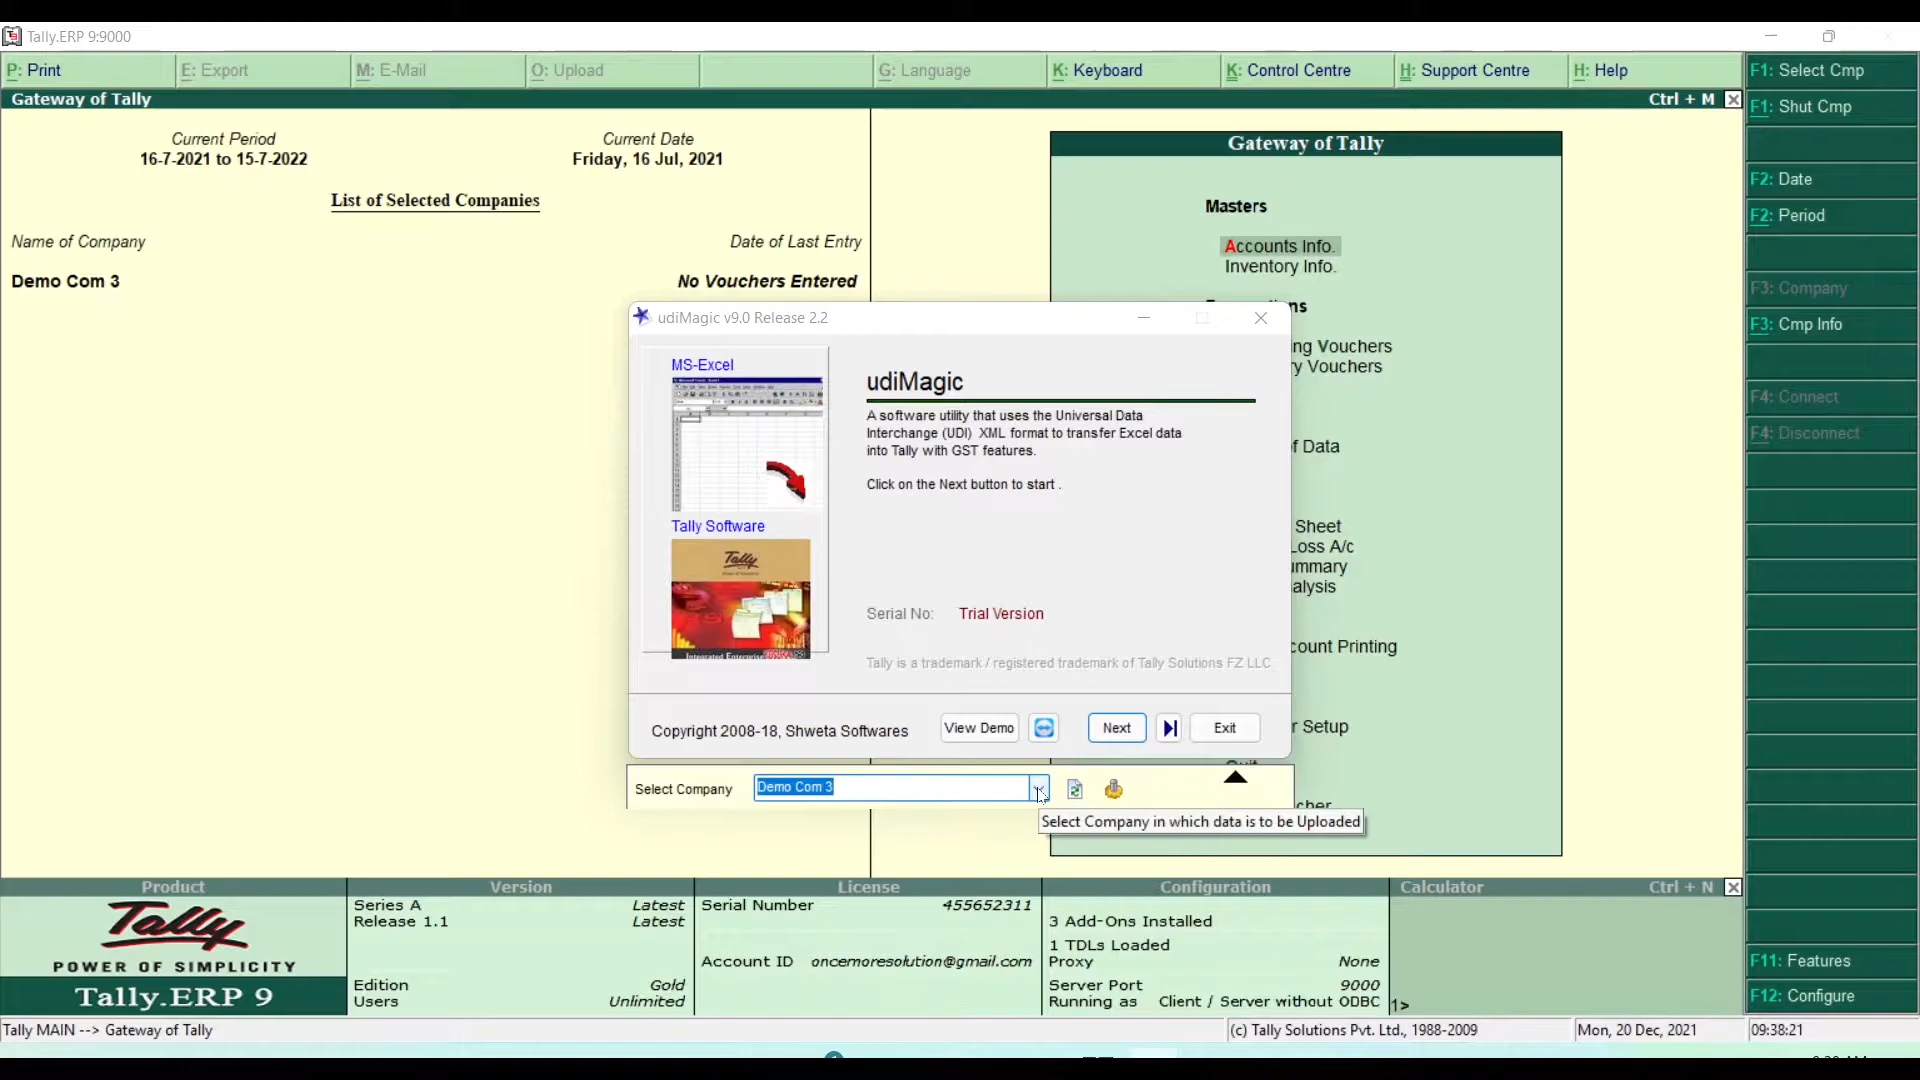 Tally.ERP 9:9000
P: Print
E: Export
M: E-Mail
O: Upload
G: Language
K: Keyboard
K: Control Centre
H: Support Centre
H: Help
Gateway of Tally
Ctrl + M
Current Period
16-7-2021 to 15-7-2022
Current Date
Friday, 16 Jul, 2021
List of Selected Companies
Name of Company
Date of Last Entry
Demo Com 3
No Vouchers Entered
Gateway of Tally
Masters
Accounts Info.
Inventory Info.
ns
ng Vouchers
ry Vouchers
f Data
Sheet
Loss A/c
ummary
alysis
count Printing
r Setup
Quit
cher
udiMagic v9.0 Release 2.2
MS-Excel
Tally Software
Tally
udiMagic
A software utility that uses the Universal Data
Interchange (UDI) XML format to transfer Excel data
into Tally with GST features.
Click on the Next button to start .
Serial No: Trial Version
Tally is a trademark / registered trademark of Tally Solutions FZ LLC
Copyright 2008-18, Shweta Softwares
View Demo
Next
Exit
Select Company
Demo Com 3
Select Company in which data is to be Uploaded
F1: Select Cmp
F1: Shut Cmp
F2: Date
F2: Period
F3: Company
F3: Cmp Info
F4: Connect
F4: Disconnect
F11: Features
F12: Configure
Product
Tally
POWER OF SIMPLICITY
Tally.ERP 9
Version
Series A Latest
Release 1.1 Latest
Edition Gold
Users Unlimited
License
Serial Number 455652311
Account ID oncemoresolution@gmail.com
Configuration
3 Add-Ons Installed
1 TDLs Loaded
Proxy None
Server Port 9000
Running as Client / Server without ODBC
Calculator
Ctrl + N
1>
Tally MAIN --> Gateway of Tally
(c) Tally Solutions Pvt. Ltd., 1988-2009
Mon, 20 Dec, 2021
09:38:21